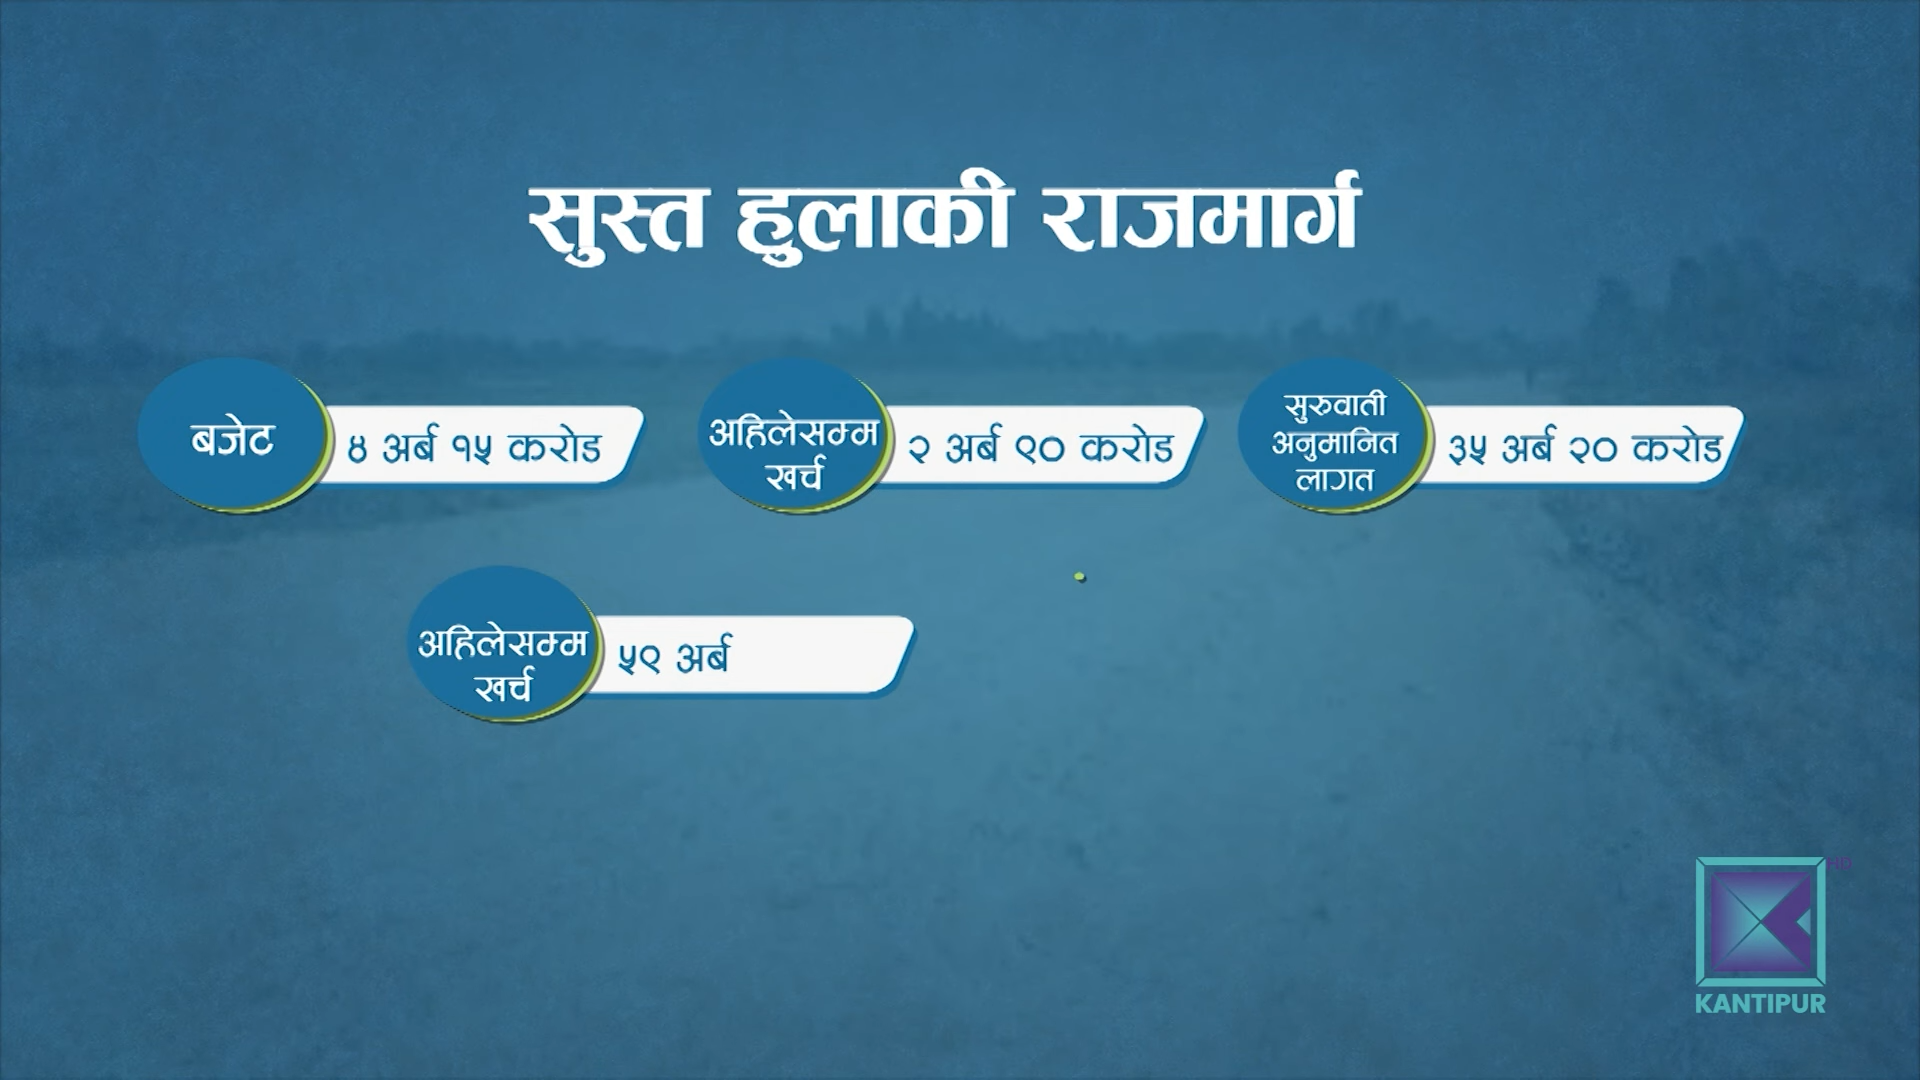 सुस्त हुलाकी राजमार्ग
बजेट
४ अर्ब १५ करोड
अहिलेसम्म
खर्च
२ अर्ब ९० करोड
सुरुवाती
अनुमानित
लागत
३५ अर्ब २० करोड
अहिलेसम्म
खर्च
५९ अर्ब
HD
KANTIPUR